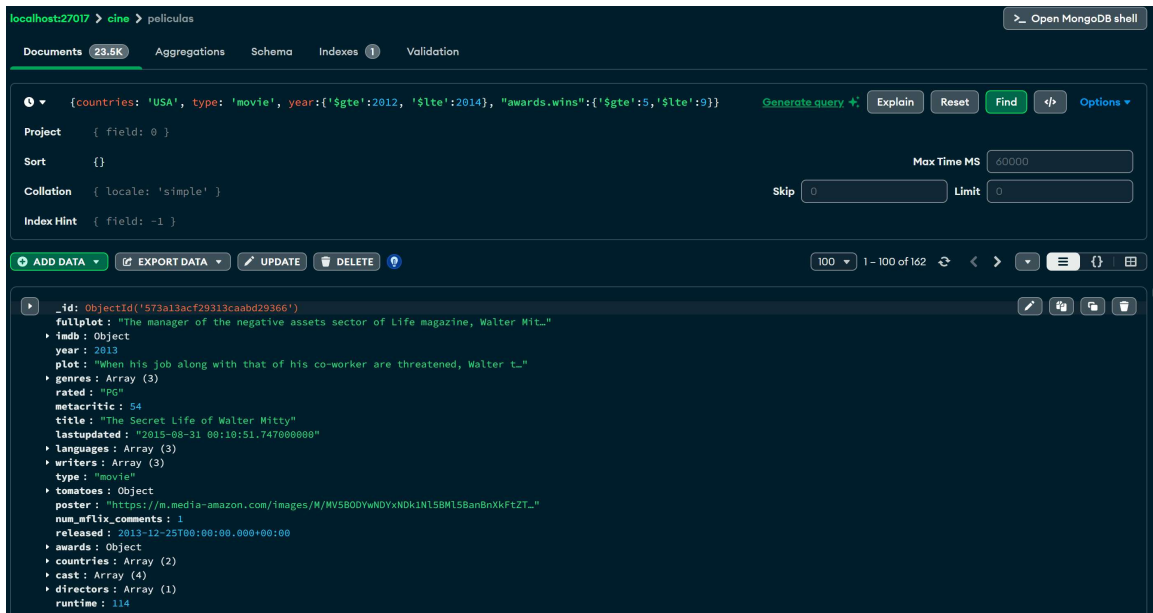 localhost:27017 > cine > peliculas
>_ Open MongoDB shell
Documents 23.5K Aggregations Schema Indexes 1 Validation
{countries: 'USA', type: 'movie', year:{'$gte':2012, '$lte':2014}, "awards.wins":{'$gte':5,'$lte':9}}
Generate query Explain Reset Find </> Options
Project { field: 0 }
Sort {} Max Time MS 60000
Collation { locale: 'simple' } Skip 0 Limit 0
Index Hint { field: -1 }
ADD DATA EXPORT DATA UPDATE DELETE 100 1 – 100 of 162 {}
_id: ObjectId('573a13acf29313caabd29366')
fullplot : "The manager of the negative assets sector of Life magazine, Walter Mit…"
imdb : Object
year : 2013
plot : "When his job along with that of his co-worker are threatened, Walter t…"
genres : Array (3)
rated : "PG"
metacritic : 54
title : "The Secret Life of Walter Mitty"
lastupdated : "2015-08-31 00:10:51.747000000"
languages : Array (3)
writers : Array (3)
type : "movie"
tomatoes : Object
poster : "https://m.media-amazon.com/images/M/MV5BODYwNDYxNDk1Nl5BMl5BanBnXkFtZT…"
num_mflix_comments : 1
released : 2013-12-25T00:00:00.000+00:00
awards : Object
countries : Array (2)
cast : Array (4)
directors : Array (1)
runtime : 114